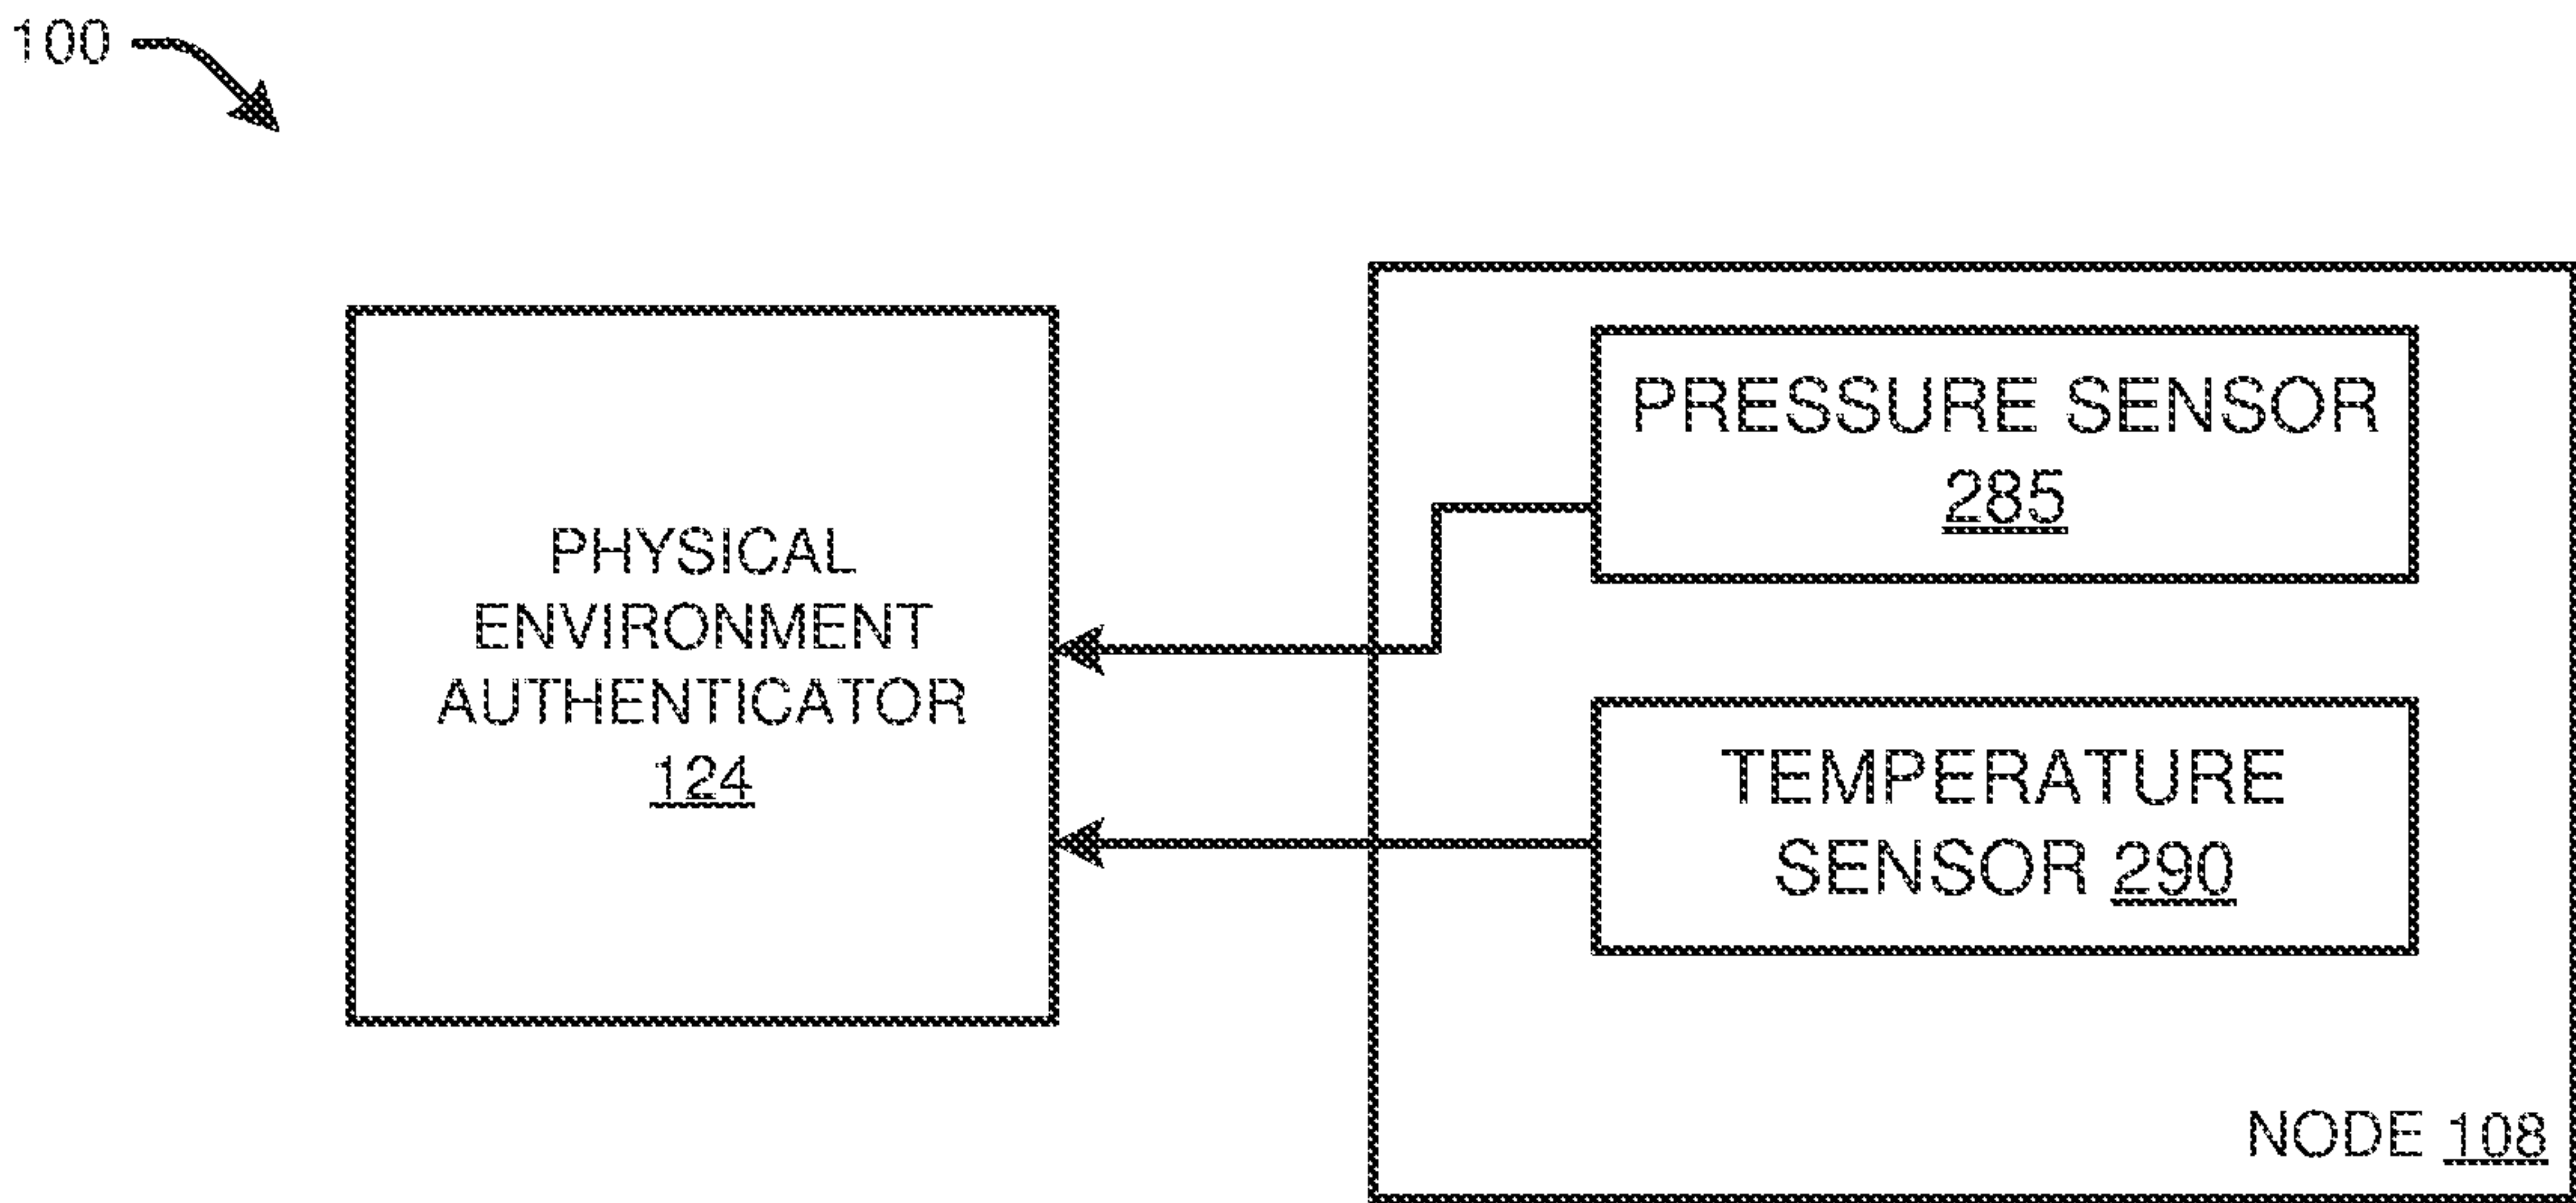 100
PHYSICAL
ENVIRONMENT
AUTHENTICATOR
124
PRESSURE SENSOR
285
TEMPERATURE
SENSOR 290
NODE 108